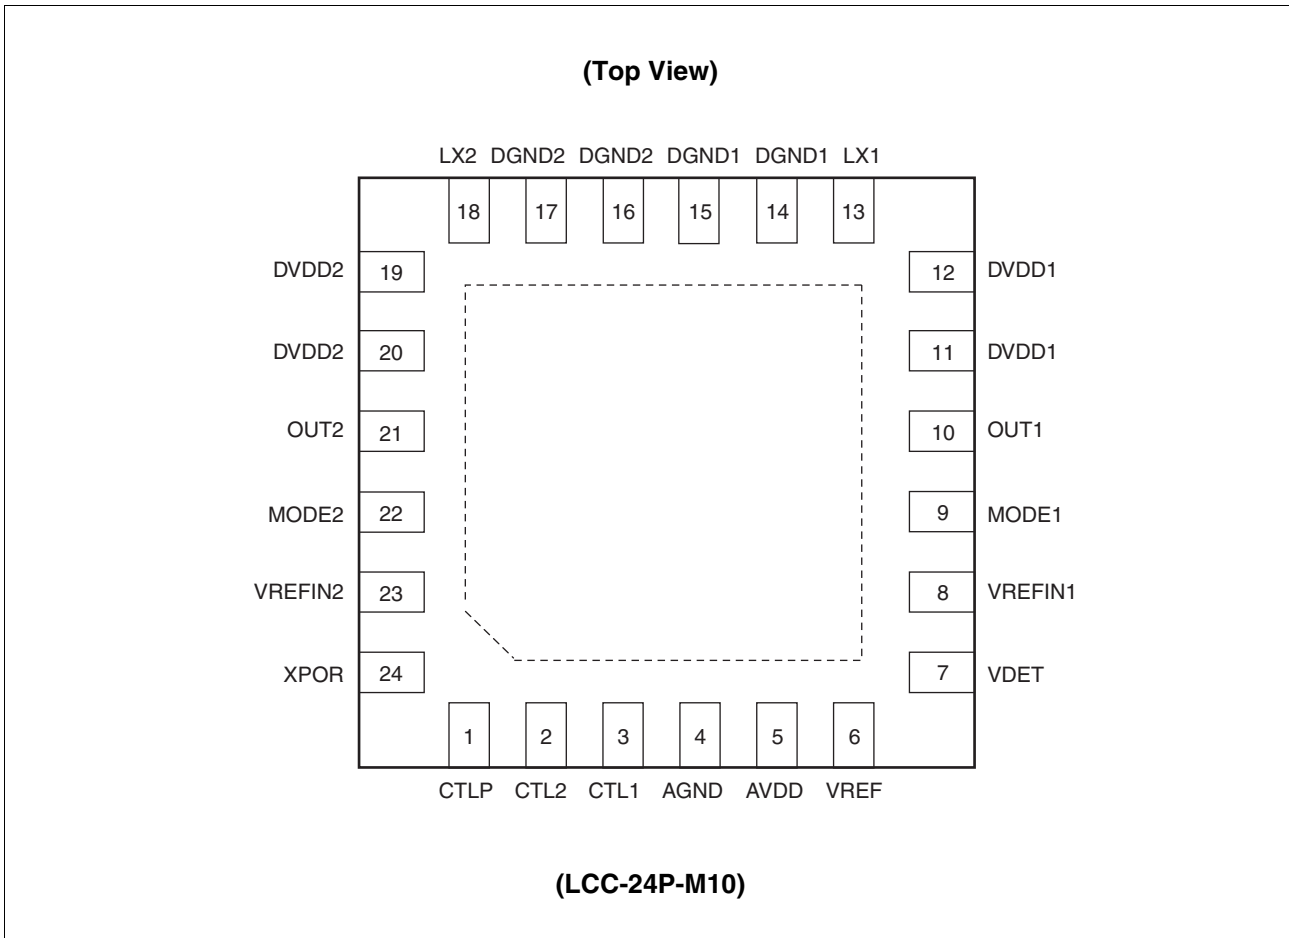 (Top View)
LX2 DGND2 DGND2 DGND1 DGND1 LX1
18 17 16 15 14 13
DVDD2 19 12 DVDD1
DVDD2 20 11 DVDD1
OUT2 21 10 OUT1
MODE2 22 9 MODE1
VREFIN2 23 8 VREFIN1
XPOR 24 7 VDET
1 2 3 4 5 6
CTLP CTL2 CTL1 AGND AVDD VREF
(LCC-24P-M10)